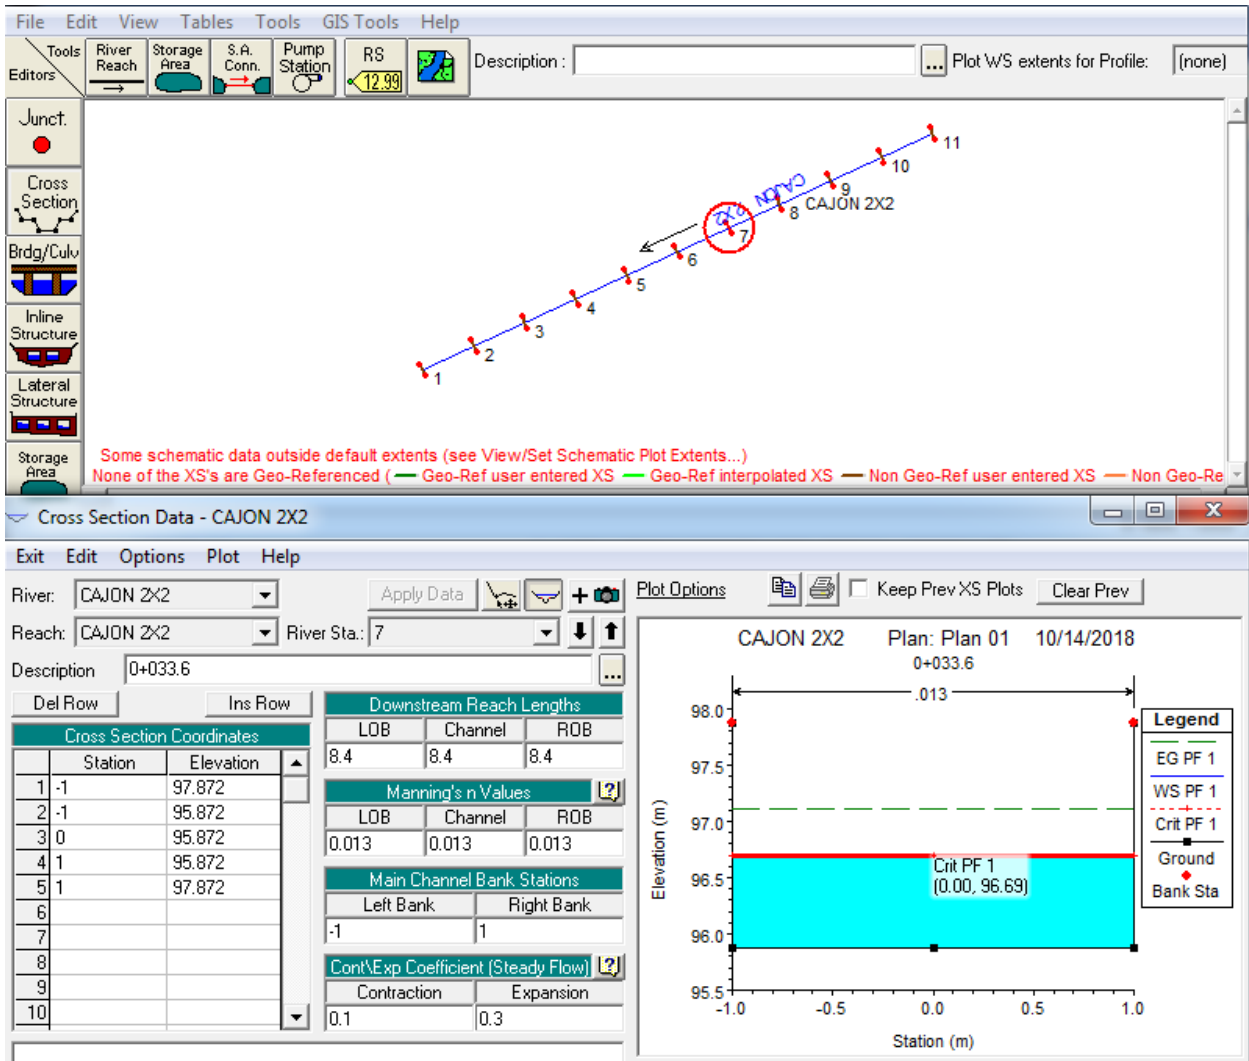 File Edit View Tables Tools GIS Tools Help
Tools
Editors
River Reach
Storage Area
S.A. Conn.
Pump Station
RS
12.99
Description :
...
Plot WS extents for Profile:
(none)
Junct.
Cross Section
Brdg/Culv
Inline Structure
Lateral Structure
Storage Area
11
10
9
8
7
6
5
4
3
2
1
CAJON 2X2
CAJON 2X2
Some schematic data outside default extents (see View/Set Schematic Plot Extents...)
None of the XS's are Geo-Referenced ( Geo-Ref user entered XS Geo-Ref interpolated XS Non Geo-Ref user entered XS Non Geo-Re
Cross Section Data - CAJON 2X2
Exit Edit Options Plot Help
River: CAJON 2X2
Apply Data
Reach: CAJON 2X2 River Sta.: 7
Description 0+033.6 ...
Del Row Ins Row
Cross Section Coordinates
Station Elevation
1 -1 97.872
2 -1 95.872
3 0 95.872
4 1 95.872
5 1 97.872
6
7
8
9
10
Downstream Reach Lengths
LOB Channel ROB
8.4 8.4 8.4
Manning's n Values ?
LOB Channel ROB
0.013 0.013 0.013
Main Channel Bank Stations
Left Bank Right Bank
-1 1
Cont\Exp Coefficient (Steady Flow) ?
Contraction Expansion
0.1 0.3
Plot Options Keep Prev XS Plots Clear Prev
CAJON 2X2 Plan: Plan 01 10/14/2018
0+033.6
.013
98.0
97.5
97.0
96.5
96.0
95.5
Elevation (m)
-1.0 -0.5 0.0 0.5 1.0
Station (m)
Crit PF 1
(0.00, 96.69)
Legend
EG PF 1
WS PF 1
Crit PF 1
Ground
Bank Sta